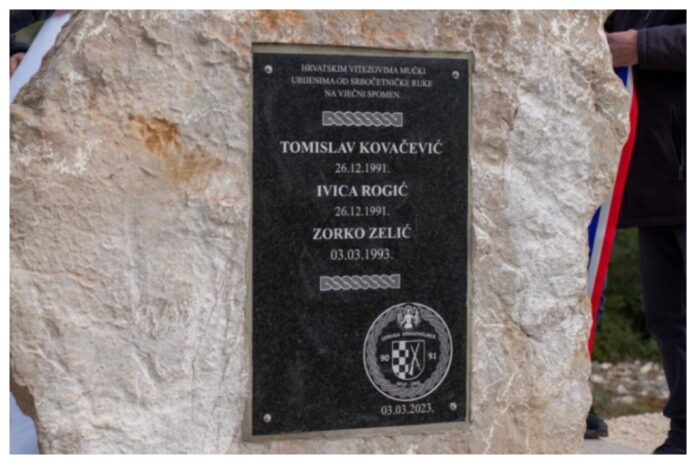 HRVATSKIM VITEZOVIMA MUČKI
UBIJENIMA OD SRBOČETNIČKE RUKE
NA VJEČNI SPOMEN.
TOMISLAV KOVAČEVIĆ
26.12.1991.
IVICA ROGIĆ
26.12.1991.
ZORKO ZELIĆ
03.03.1993.
90 91
03.03.2023.